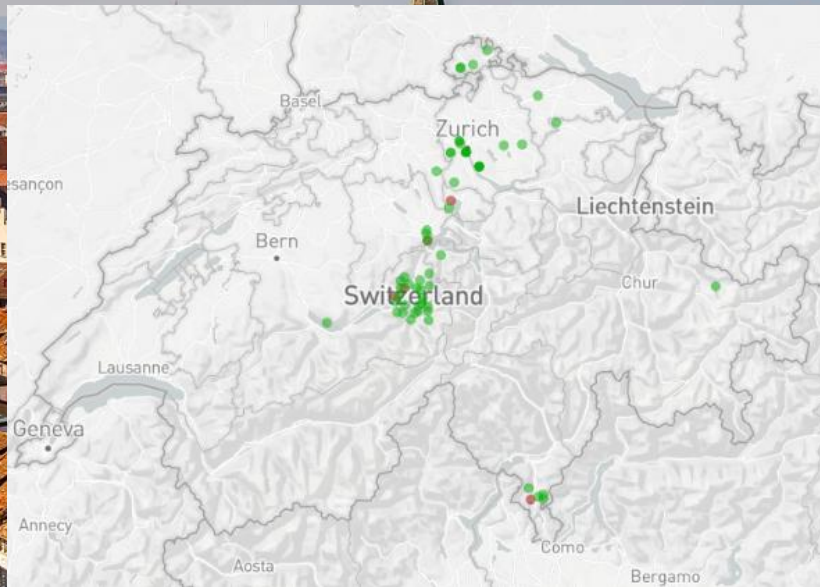 Basel
Zurich
esançon
Liechtenstein
Bern
Chur
Switzerland
Lausanne
Geneva
Annecy
Como
Aosta
Bergamo